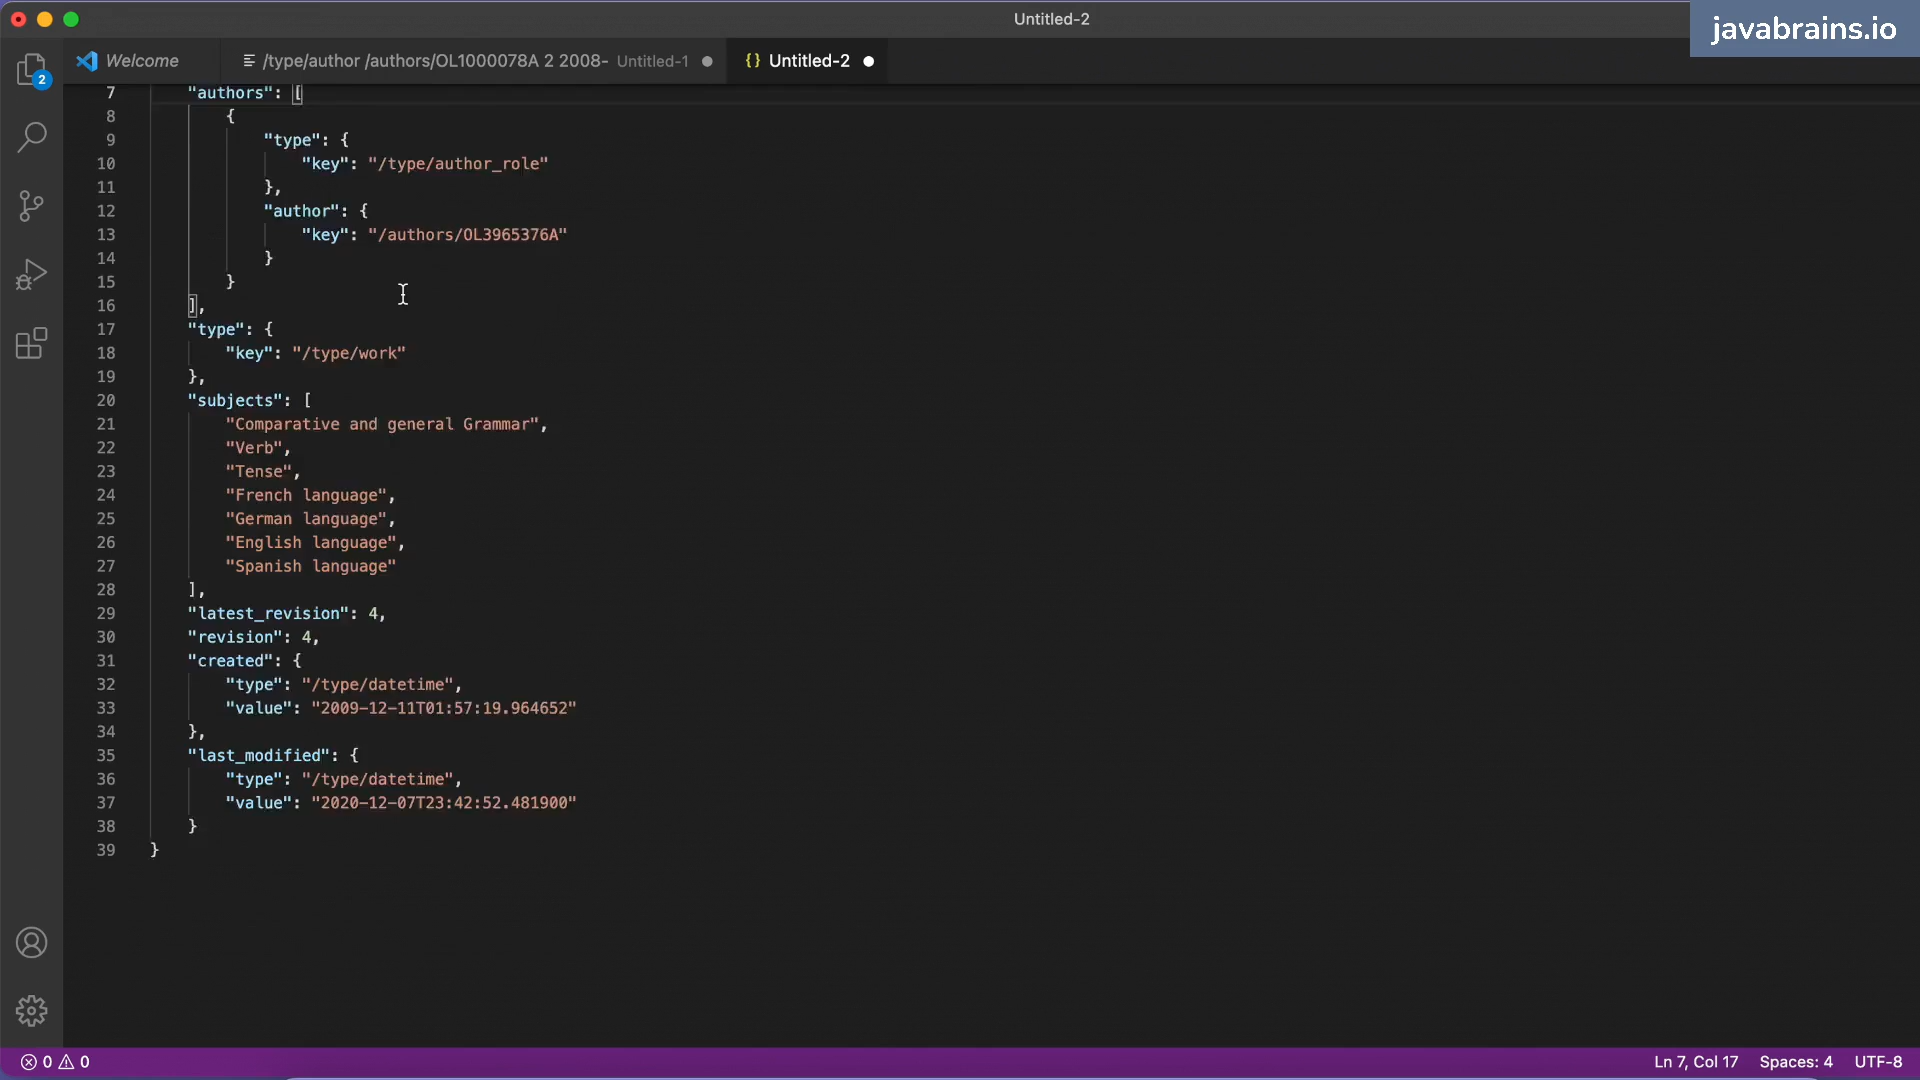 Untitled-2
javabrains.io
Welcome
/type/author /authors/OL1000078A 2 2008- Untitled-1
{} Untitled-2
2
7 "authors": [
8 {
9 "type": {
10 "key": "/type/author_role"
11 },
12 "author": {
13 "key": "/authors/OL3965376A"
14 }
15 }
16 ],
17 "type": {
18 "key": "/type/work"
19 },
20 "subjects": [
21 "Comparative and general Grammar",
22 "Verb",
23 "Tense",
24 "French language",
25 "German language",
26 "English language",
27 "Spanish language"
28 ],
29 "latest_revision": 4,
30 "revision": 4,
31 "created": {
32 "type": "/type/datetime",
33 "value": "2009-12-11T01:57:19.964652"
34 },
35 "last_modified": {
36 "type": "/type/datetime",
37 "value": "2020-12-07T23:42:52.481900"
38 }
39 }
0 0
Ln 7, Col 17 Spaces: 4 UTF-8